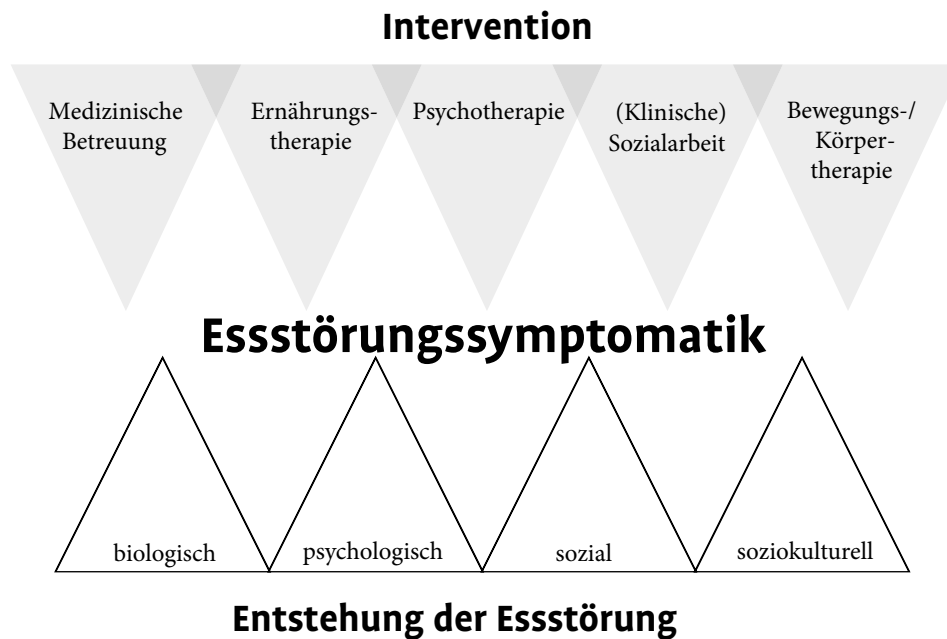 Intervention
Medizinische
Betreuung
Ernährungs-
therapie
Psychotherapie
(Klinische)
Sozialarbeit
Bewegungs-/
Körper-
therapie
Essstörungssymptomatik
biologisch
psychologisch
sozial
soziokulturell
Entstehung der Essstörung